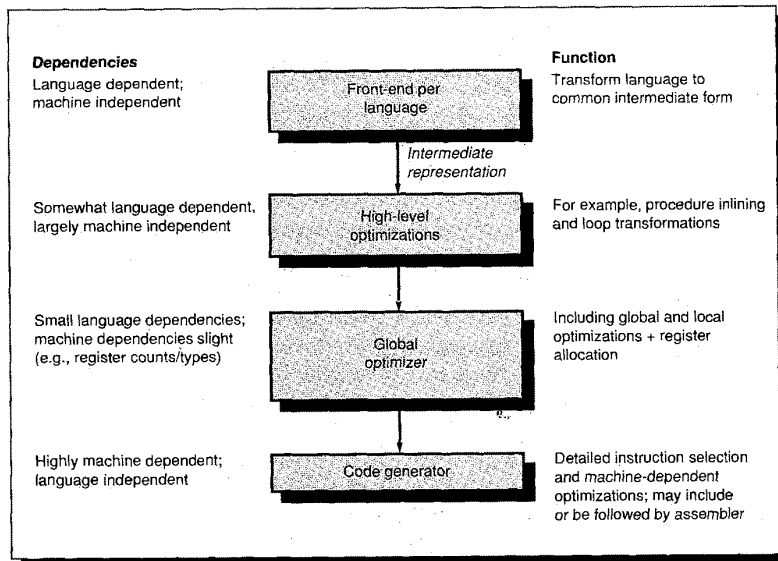 Dependencies
Language dependent;
machine independent
Front-end per
language
Function
Transform language to
common intermediate form
Intermediate
representation
Somewhat language dependent,
largely machine independent
High-level
optimizations
For example, procedure inlining
and loop transformations
Small language dependencies;
machine dependencies slight
(e.g., register counts/types)
Global
optimizer
Including global and local
optimizations + register
allocation
Highly machine dependent;
language independent
Code generator
Detailed instruction selection
and machine-dependent
optimizations; may include
or be followed by assembler